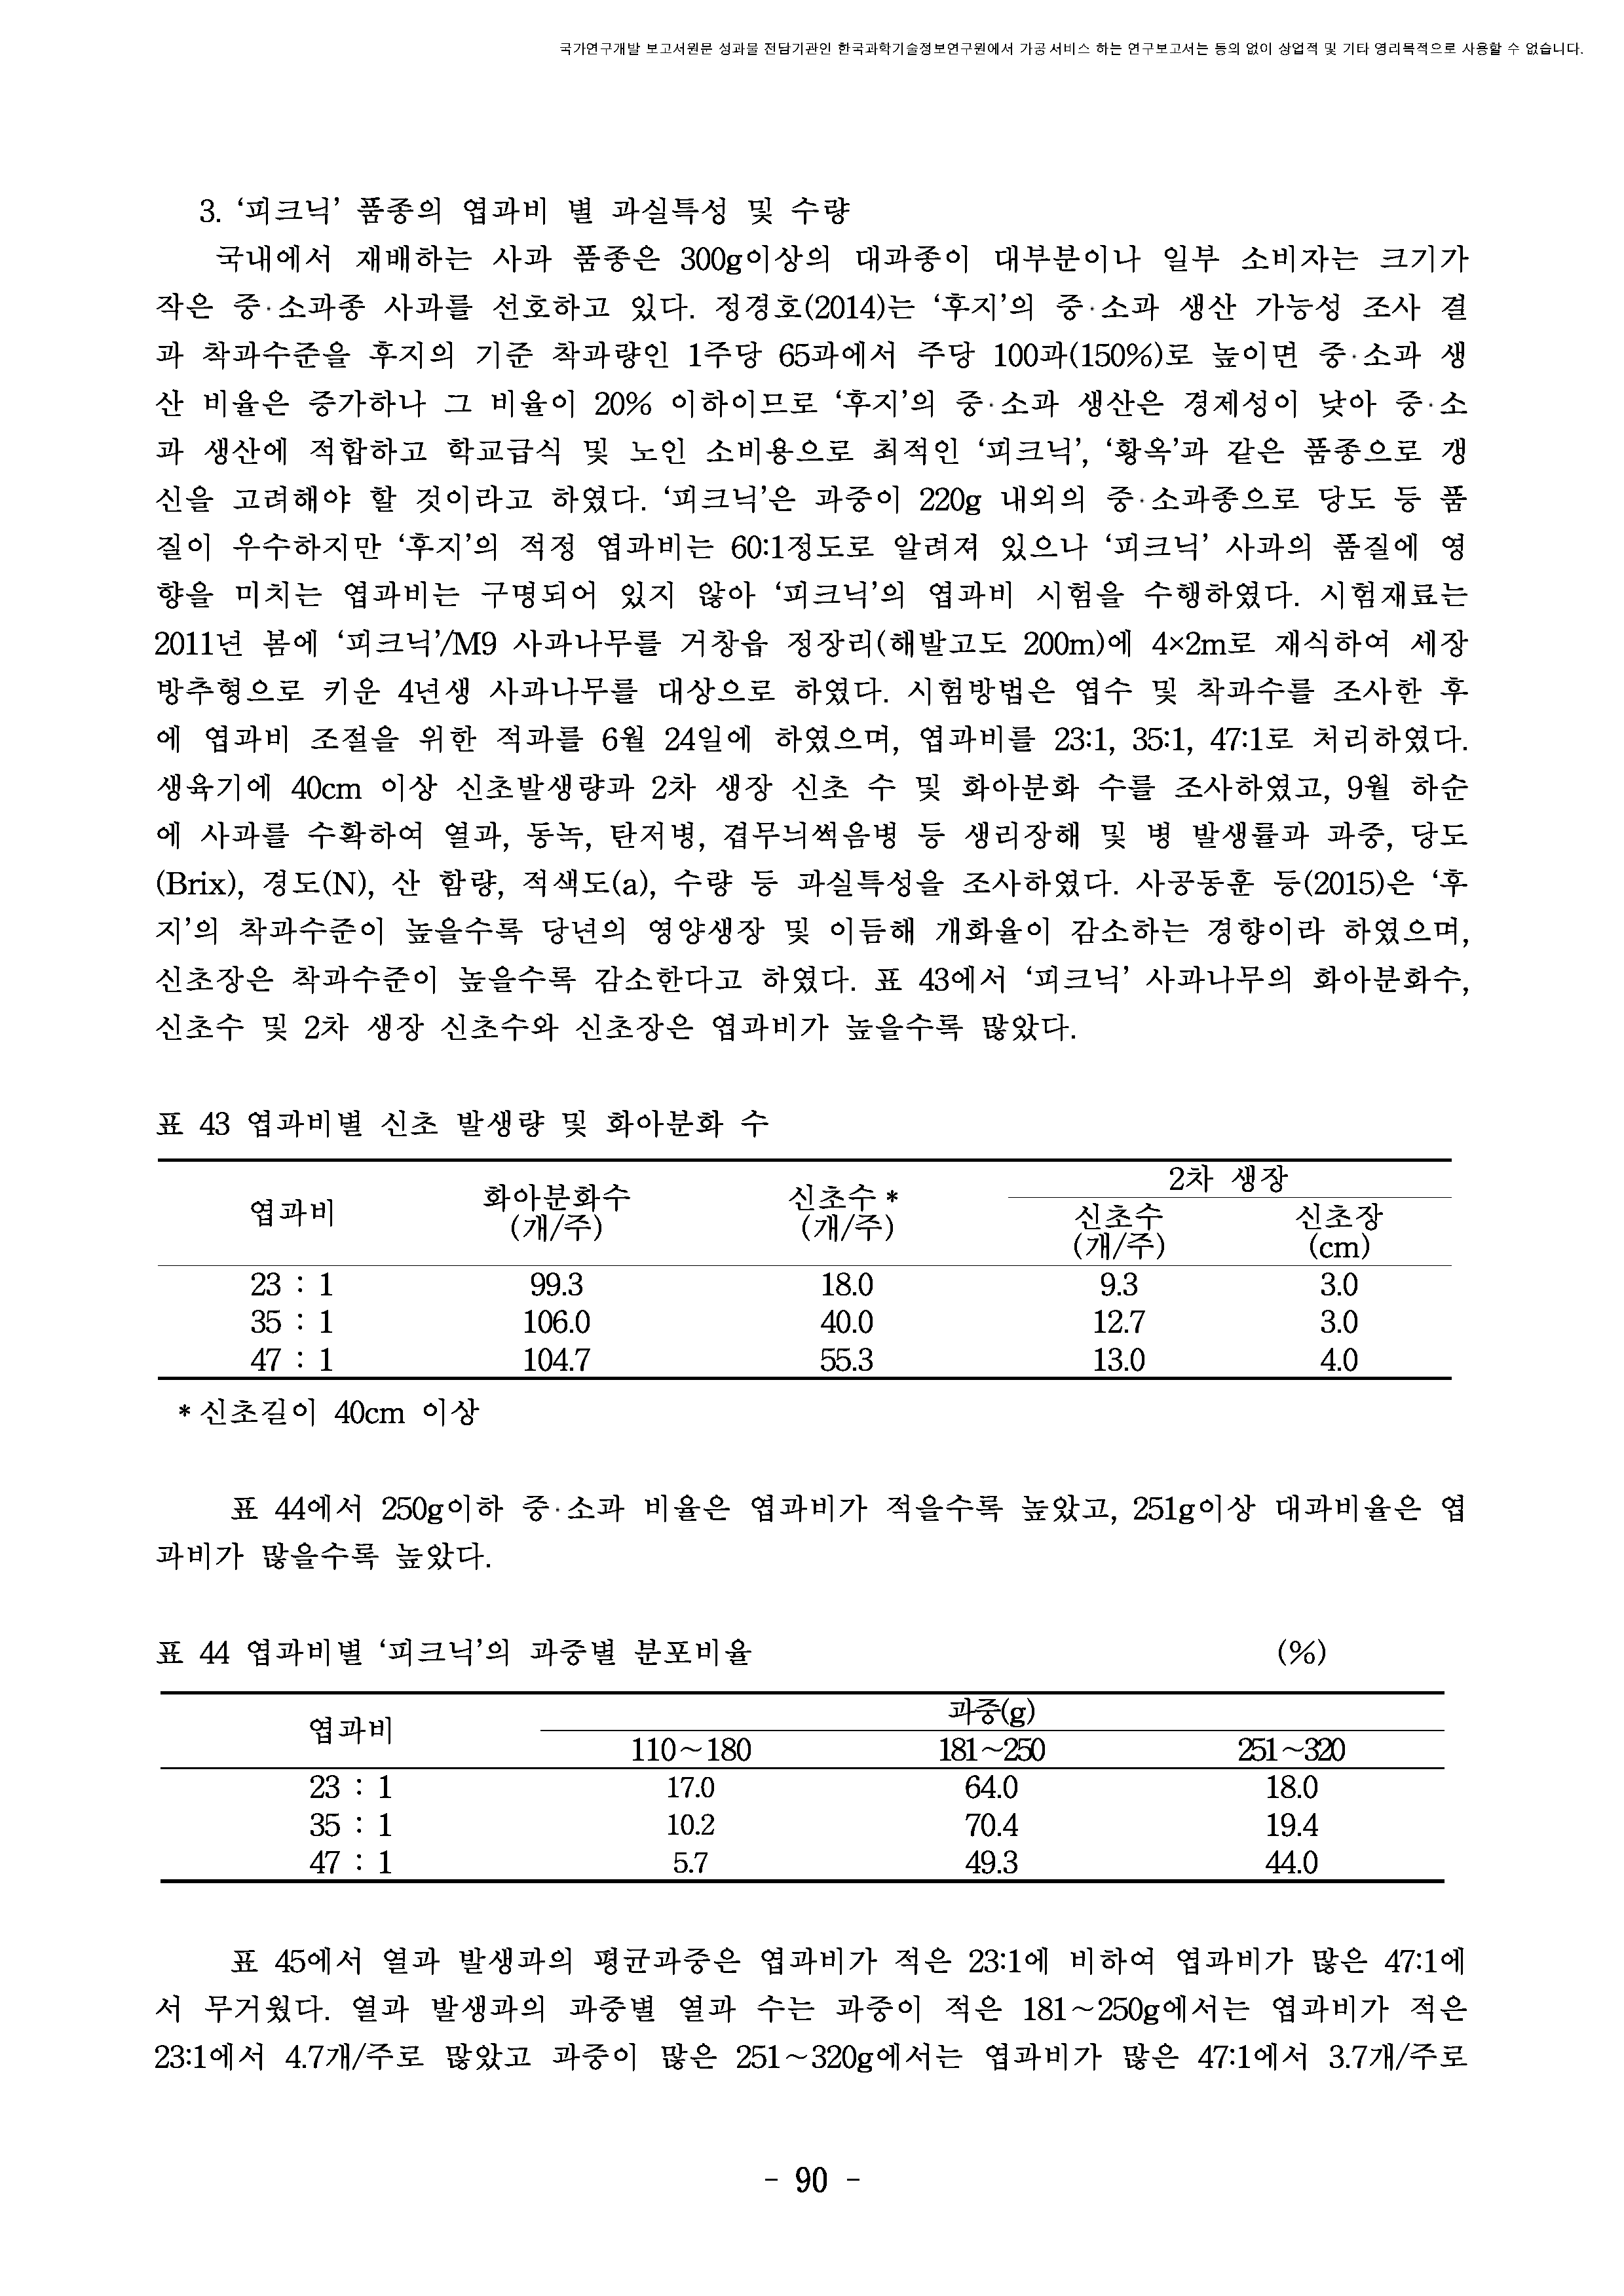 국가연구개발 보고서원문 성과물 전담기관인 한국과학기술정보연구원에서 가공·서비스 하는 연구보고서는 동의 없이 상업적 및 기타 영리목적으로 사용할 수 없습니다.
3. ‘피크닉’ 품종의 엽과비 별 과실특성 및 수량
국내에서 재배하는 사과 품종은 300g이상의 대과종이 대부분이나 일부 소비자는 크기가
작은 중·소과종 사과를 선호하고 있다. 정경호(2014)는 ‘후지’의 중·소과 생산 가능성 조사 결
과 착과수준을 후지의 기준 착과량인 1주당 65과에서 주당 100과(150%)로 높이면 중·소과 생
산 비율은 증가하나 그 비율이 20% 이하이므로 ‘후지’의 중·소과 생산은 경제성이 낮아 중·소
과 생산에 적합하고 학교급식 및 노인 소비용으로 최적인 ‘피크닉’, ‘황옥’과 같은 품종으로 갱
신을 고려해야 할 것이라고 하였다. ‘피크닉’은 과중이 220g 내외의 중·소과종으로 당도 등 품
질이 우수하지만 ‘후지’의 적정 엽과비는 60:1정도로 알려져 있으나 ‘피크닉’ 사과의 품질에 영
향을 미치는 엽과비는 구명되어 있지 않아 ‘피크닉’의 엽과비 시험을 수행하였다. 시험재료는
2011년 봄에 ‘피크닉’/M9 사과나무를 거창읍 정장리(해발고도 200m)에 4×2m로 재식하여 세장
방추형으로 키운 4년생 사과나무를 대상으로 하였다. 시험방법은 엽수 및 착과수를 조사한 후
에 엽과비 조절을 위한 적과를 6월 24일에 하였으며, 엽과비를 23:1, 35:1, 47:1로 처리하였다.
생육기에 40cm 이상 신초발생량과 2차 생장 신초 수 및 화아분화 수를 조사하였고, 9월 하순
에 사과를 수확하여 열과, 동녹, 탄저병, 겹무늬썩음병 등 생리장해 및 병 발생률과 과중, 당도
(Brix), 경도(N), 산 함량, 적색도(a), 수량 등 과실특성을 조사하였다. 사공동훈 등(2015)은 ‘후
지’의 착과수준이 높을수록 당년의 영양생장 및 이듬해 개화율이 감소하는 경향이라 하였으며,
신초장은 착과수준이 높을수록 감소한다고 하였다. 표 43에서 ‘피크닉’ 사과나무의 화아분화수,
신초수 및 2차 생장 신초수와 신초장은 엽과비가 높을수록 많았다.
표 43 엽과비별 신초 발생량 및 화아분화 수
엽과비 화아분화수 (개/주) 신초수 * (개/주) 2차 생장
신초수 (개/주) 신초장 (cm)
23 : 1 99.3 18.0 9.3 3.0
35 : 1 106.0 40.0 12.7 3.0
47 : 1 104.7 55.3 13.0 4.0
* 신초길이 40cm 이상
표 44에서 250g이하 중·소과 비율은 엽과비가 적을수록 높았고, 251g이상 대과비율은 엽
과비가 많을수록 높았다.
표 44 엽과비별 ‘피크닉’의 과중별 분포비율 (%)
엽과비 과중(g)
110～180 181～250 251～320
23 : 1 17.0 64.0 18.0
35 : 1 10.2 70.4 19.4
47 : 1 5.7 49.3 44.0
표 45에서 열과 발생과의 평균과중은 엽과비가 적은 23:1에 비하여 엽과비가 많은 47:1에
서 무거웠다. 열과 발생과의 과중별 열과 수는 과중이 적은 181～250g에서는 엽과비가 적은
23:1에서 4.7개/주로 많았고 과중이 많은 251～320g에서는 엽과비가 많은 47:1에서 3.7개/주로
- 90 -